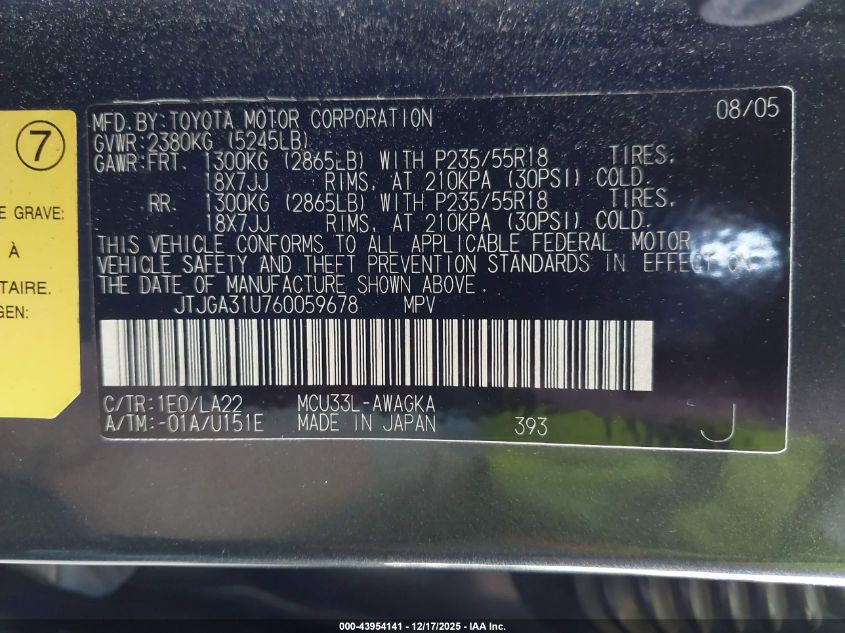 7
E GRAVE:
À
TAIRE.
GEN:
MFD.BY:TOYOTA MOTOR CORPORATION 08/05
GVWR:2380KG (5245LB)
GAWR:FRT. 1300KG (2865LB) WITH P235/55R18 TIRES,
18X7JJ RIMS, AT 210KPA (30PSI) COLD.
RR. 1300KG (2865LB) WITH P235/55R18 TIRES,
18X7JJ RIMS, AT 210KPA (30PSI) COLD.
THIS VEHICLE CONFORMS TO ALL APPLICABLE FEDERAL MOTOR
VEHICLE SAFETY AND THEFT PREVENTION STANDARDS IN EFFECT ON
THE DATE OF MANUFACTURE SHOWN ABOVE.
JTJGA31U760059678 MPV
C/TR:1E0/LA22 MCU33L-AWAGKA
A/TM:-01A/U151E MADE IN JAPAN 393 J
000-43954141 - 12/17/2025 - IAA Inc.